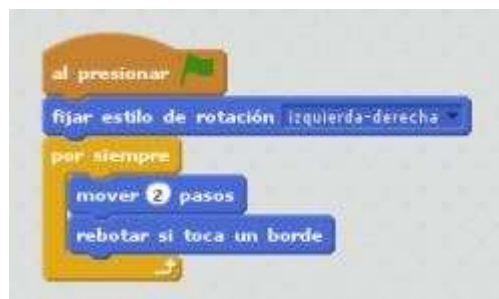 al presionar
fijar estilo de rotación izquierda-derecha
por siempre
mover 2 pasos
rebotar si toca un borde